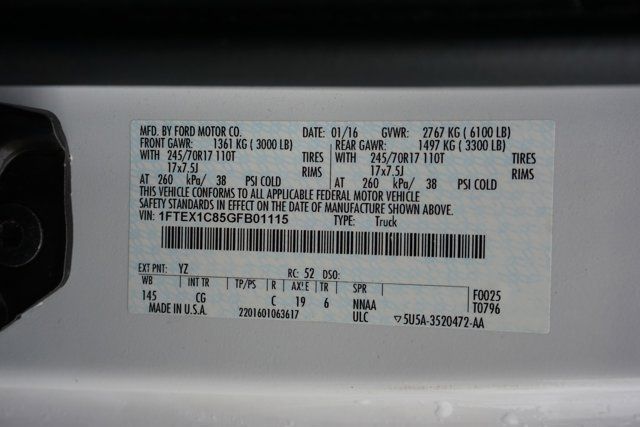 MFD. BY FORD MOTOR CO. DATE: 01/16 GVWR: 2767 KG ( 6100 LB)
FRONT GAWR: 1361 KG ( 3000 LB) REAR GAWR: 1497 KG ( 3300 LB)
WITH 245/70R17 110T TIRES WITH 245/70R17 110T TIRES
17x7.5J RIMS 17x7.5J RIMS
AT 260 kPa/ 38 PSI COLD AT 260 kPa/ 38 PSI COLD
THIS VEHICLE CONFORMS TO ALL APPLICABLE FEDERAL MOTOR VEHICLE
SAFETY STANDARDS IN EFFECT ON THE DATE OF MANUFACTURE SHOWN ABOVE.
VIN: 1FTEX1C85GFB01115 TYPE: Truck
EXT PNT: YZ RC: 52 DSO:
WB INT TR TP/PS R AXLE TR SPR F0025
145 CG C 19 6 NNAA T0796
MADE IN U.S.A. 2201601063617 ULC ▽5U5A-3520472-AA